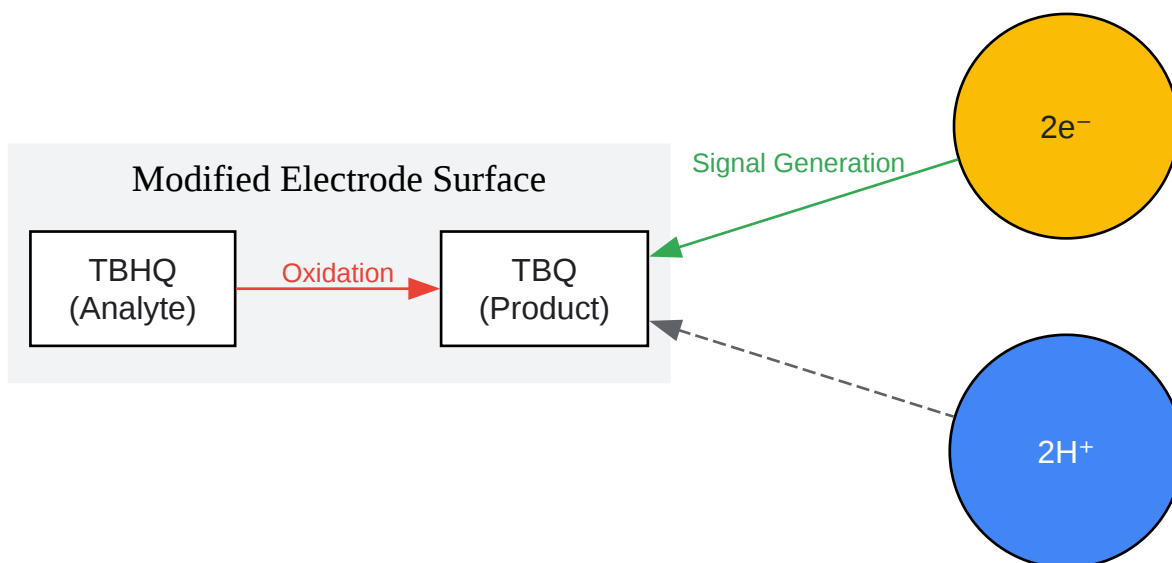 Modified Electrode Surface
TBHQ
(Analyte)
Oxidation
TBQ
(Product)
Signal Generation
2e⁻
2H⁺